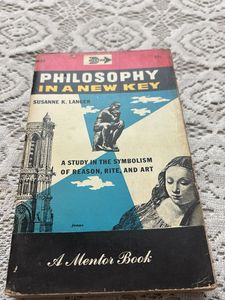 PHILOSOPHY
IN A NEW KEY
SUSANNE K. LANGER
A STUDY IN THE SYMBOLISM
OF REASON, RITE, AND ART
A Mentor Book